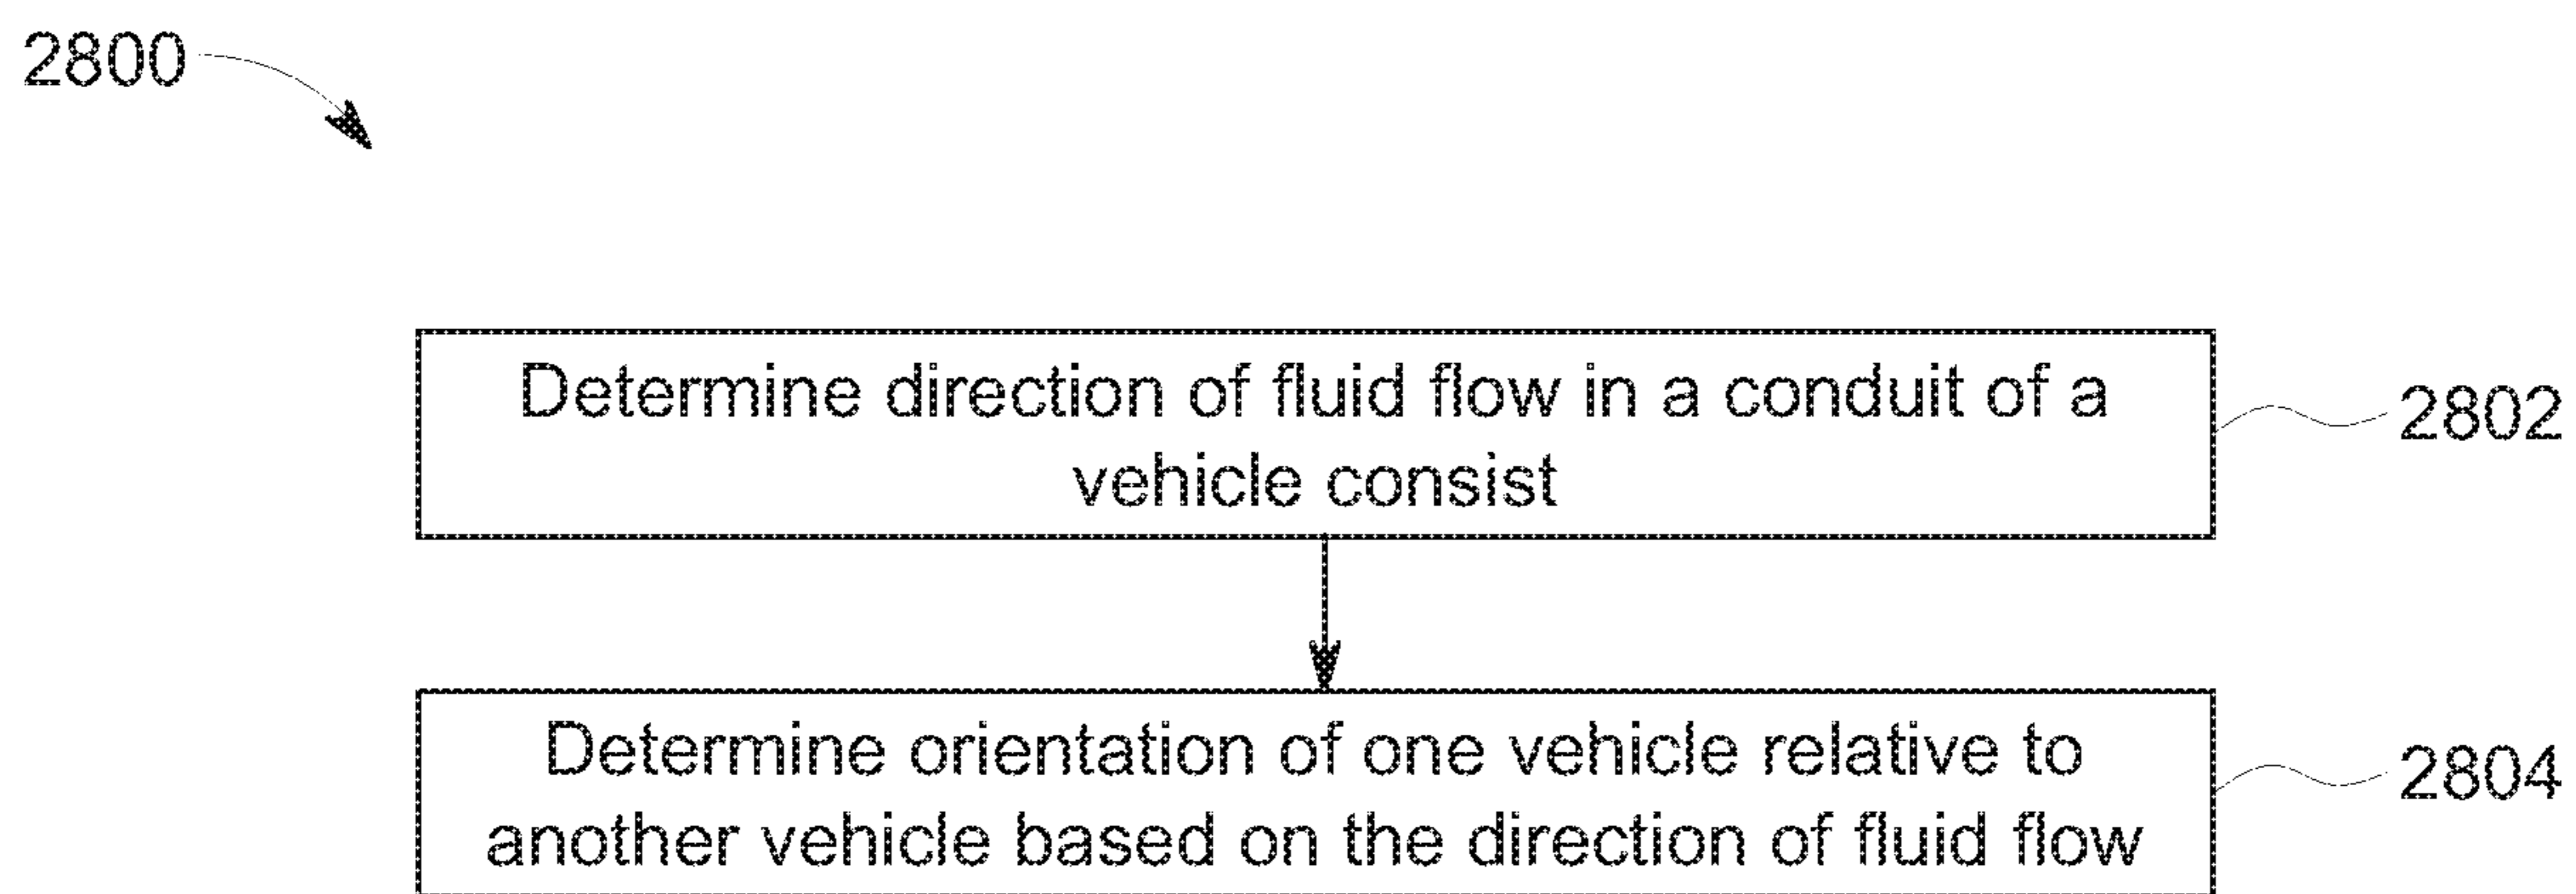 2800
Determine direction of fluid flow in a conduit of a
vehicle consist
2802
Determine orientation of one vehicle relative to
another vehicle based on the direction of fluid flow
2804